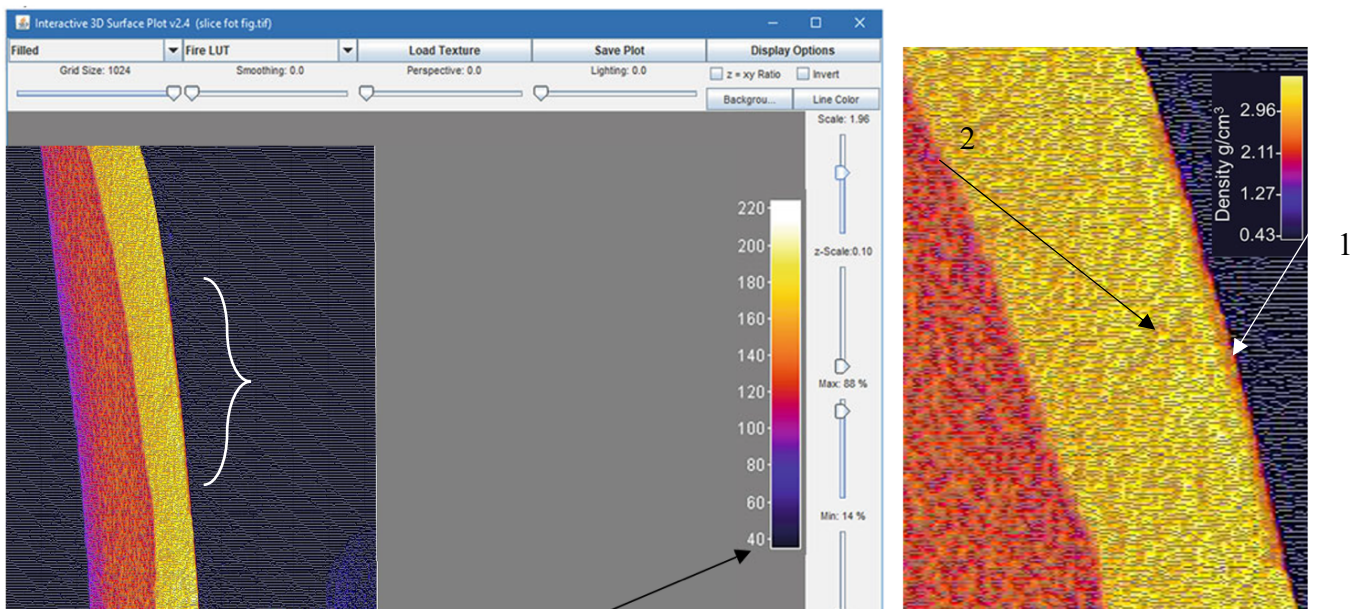 Interactive 3D Surface Plot v2.4 (slice fot fig.tif)
Filled Fire LUT Load Texture Save Plot Display Options
Grid Size: 1024 Smoothing: 0.0 Perspective: 0.0 Lighting: 0.0 z = xy Ratio Invert
Backgrou... Line Color
Scale: 1.96
220
200
z-Scale:0.10
180
160
140
Max: 88 %
120
100
80
Min: 14 %
60
40
2
Density g/cm³
2.96
2.11
1.27
0.43
1